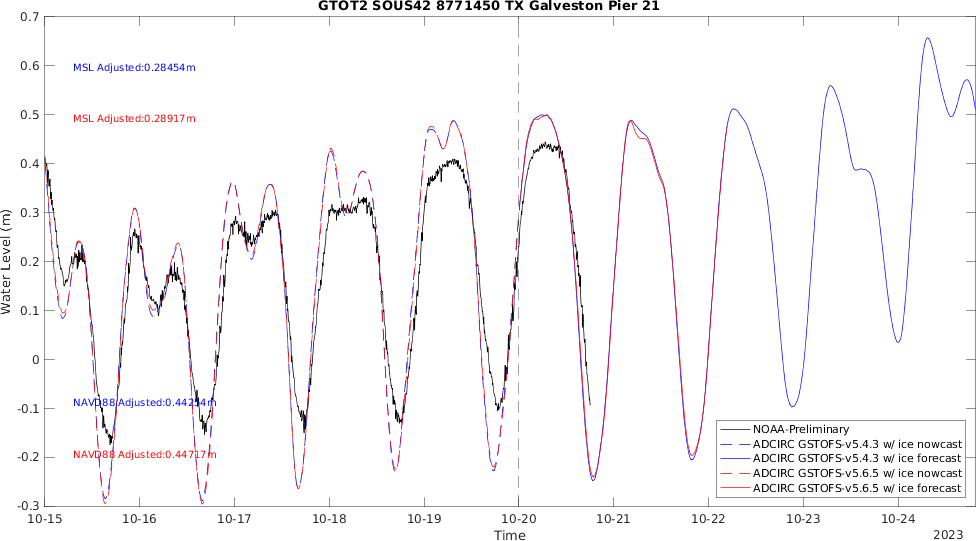 GTOT2 SOUS42 8771450 TX Galveston Pier 21
0.7
0.6
0.5
0.4
0.3
0.2
0.1
0
-0.1
-0.2
-0.3
Water Level (m)
MSL Adjusted:0.28454m
MSL Adjusted:0.28917m
NAVD88 Adjusted:0.44254m
NAVD88 Adjusted:0.44717m
NOAA-Preliminary
ADCIRC GSTOFS-v5.4.3 w/ ice nowcast
ADCIRC GSTOFS-v5.4.3 w/ ice forecast
ADCIRC GSTOFS-v5.6.5 w/ ice nowcast
ADCIRC GSTOFS-v5.6.5 w/ ice forecast
10-15 10-16 10-17 10-18 10-19 10-20 10-21 10-22 10-23 10-24
Time
2023